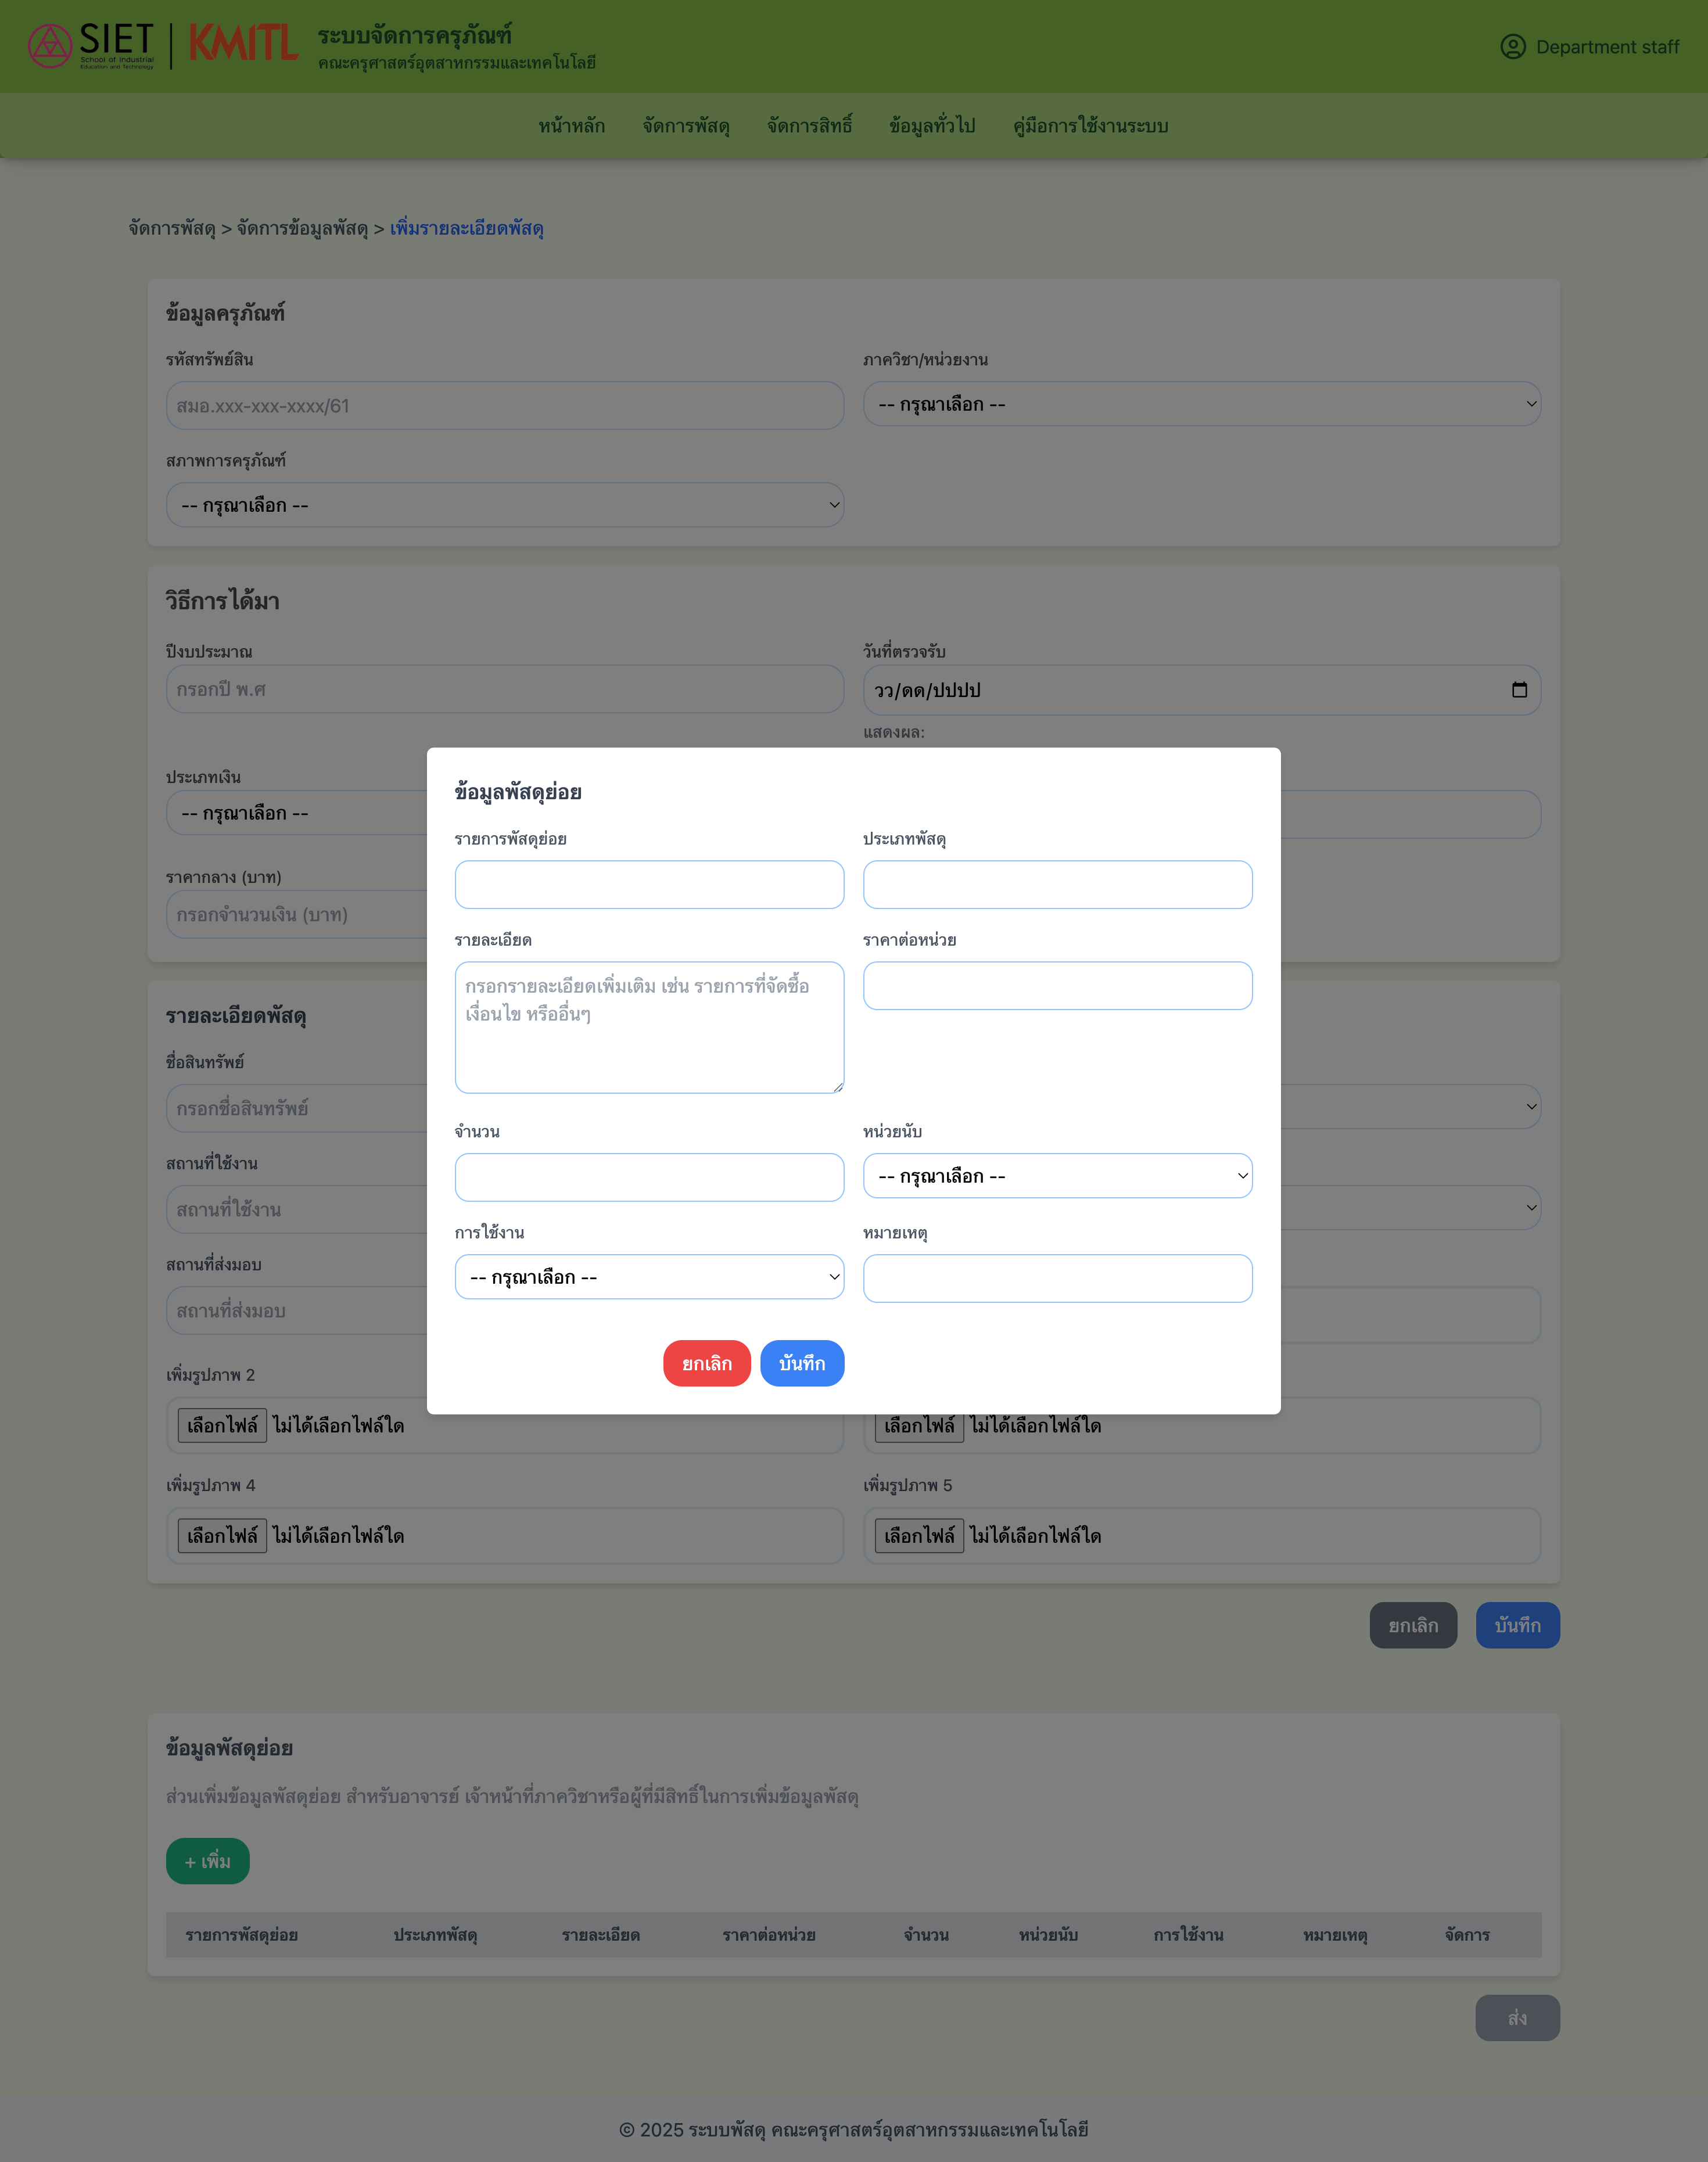 SIET
School of Industrial
Education and Technology
KMITL
ระบบจัดการครุภัณฑ์
คณะครุศาสตร์อุตสาหกรรมและเทคโนโลยี
Department staff
หน้าหลัก จัดการพัสดุ จัดการสิทธิ์ ข้อมูลทั่วไป คู่มือการใช้งานระบบ
จัดการพัสดุ > จัดการข้อมูลพัสดุ > เพิ่มรายละเอียดพัสดุ
ข้อมูลครุภัณฑ์
รหัสทรัพย์สิน ภาควิชา/หน่วยงาน
สมอ.xxx-xxx-xxxx/61 -- กรุณาเลือก --
สภาพการครุภัณฑ์
-- กรุณาเลือก --
วิธีการได้มา
ปีงบประมาณ วันที่ตรวจรับ
กรอกปี พ.ศ วว/ดด/ปปปป
แสดงผล:
ประเภทเงิน
-- กรุณาเลือก --
ราคากลาง (บาท)
กรอกจำนวนเงิน (บาท)
รายละเอียดพัสดุ
ชื่อสินทรัพย์
กรอกชื่อสินทรัพย์
สถานที่ใช้งาน
สถานที่ใช้งาน
สถานที่ส่งมอบ
สถานที่ส่งมอบ
ข้อมูลพัสดุย่อย
รายการพัสดุย่อย ประเภทพัสดุ
รายละเอียด ราคาต่อหน่วย
กรอกรายละเอียดเพิ่มเติม เช่น รายการที่จัดซื้อ
เงื่อนไข หรืออื่นๆ
จำนวน หน่วยนับ
-- กรุณาเลือก --
การใช้งาน หมายเหตุ
-- กรุณาเลือก --
ยกเลิก บันทึก
เพิ่มรูปภาพ 2
เลือกไฟล์ ไม่ได้เลือกไฟล์ใด เลือกไฟล์ ไม่ได้เลือกไฟล์ใด
เพิ่มรูปภาพ 4 เพิ่มรูปภาพ 5
เลือกไฟล์ ไม่ได้เลือกไฟล์ใด เลือกไฟล์ ไม่ได้เลือกไฟล์ใด
ยกเลิก บันทึก
ข้อมูลพัสดุย่อย
ส่วนเพิ่มข้อมูลพัสดุย่อย สำหรับอาจารย์ เจ้าหน้าที่ภาควิชาหรือผู้ที่มีสิทธิ์ในการเพิ่มข้อมูลพัสดุ
+ เพิ่ม
รายการพัสดุย่อย ประเภทพัสดุ รายละเอียด ราคาต่อหน่วย จำนวน หน่วยนับ การใช้งาน หมายเหตุ จัดการ
ส่ง
© 2025 ระบบพัสดุ คณะครุศาสตร์อุตสาหกรรมและเทคโนโลยี